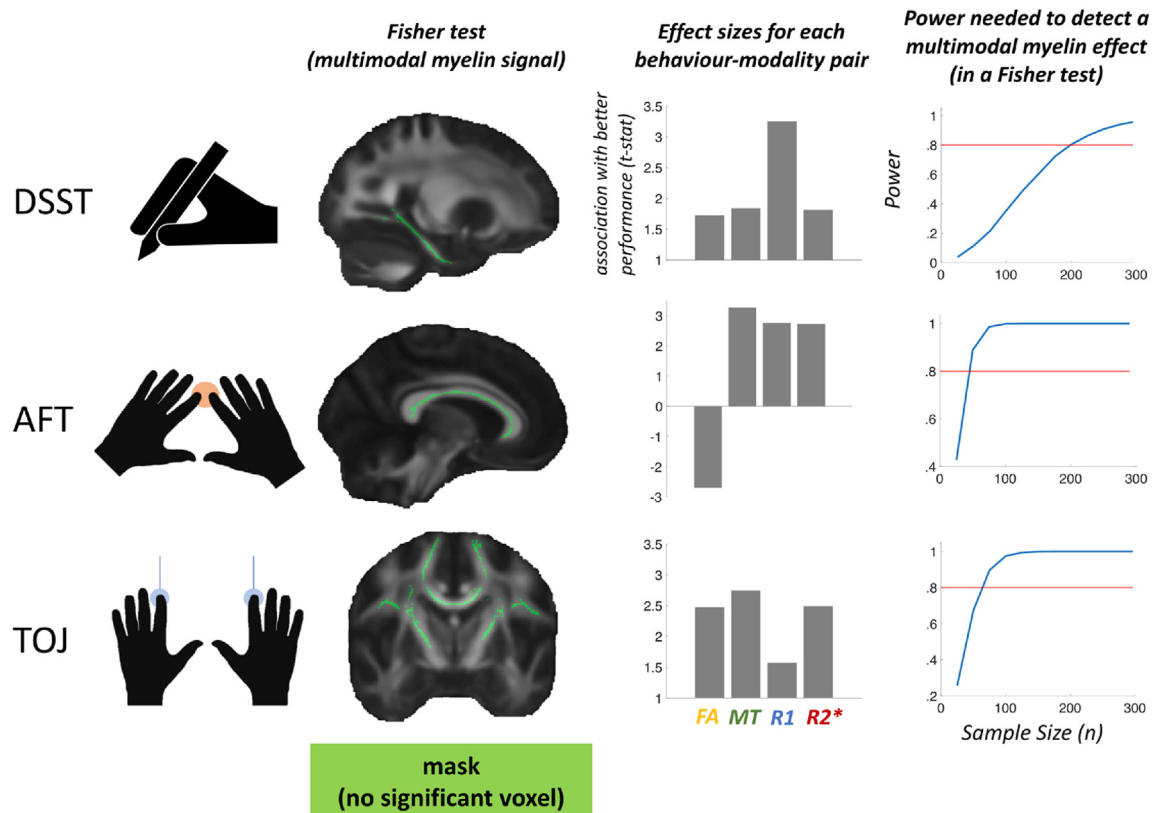 Fisher test
(multimodal myelin signal)
Effect sizes for each
behaviour-modality pair
Power needed to detect a
multimodal myelin effect
(in a Fisher test)
DSST
association with better
performance (t-stat)
3.5
3
2.5
2
1.5
1
Power
1
.8
.6
.4
.2
0
0
100
200
300
AFT
3
2
1
0
-1
-2
-3
1
.8
.6
.4
0
100
200
300
TOJ
3.5
3
2.5
2
1.5
1
FA MT R1 R2*
1
.8
.6
.4
.2
0
100
200
300
Sample Size (n)
mask
(no significant voxel)